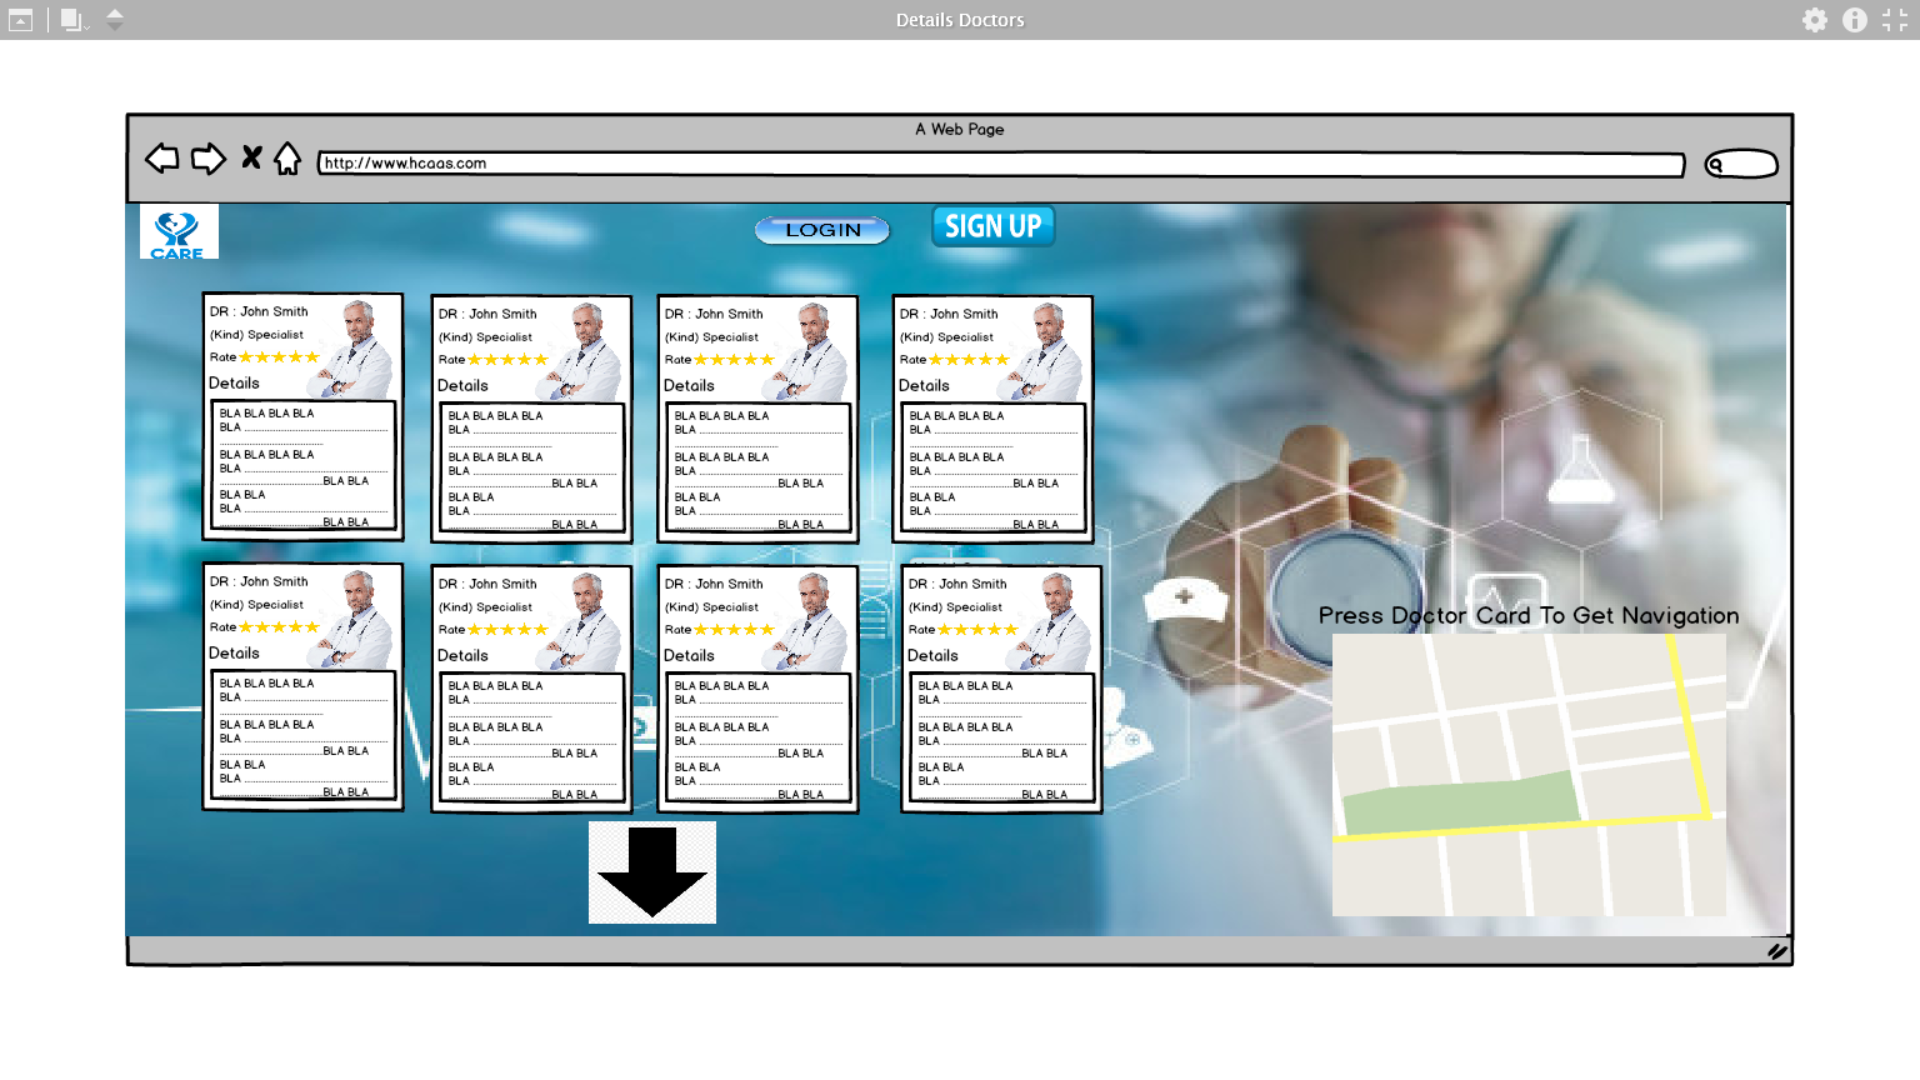 Details Doctors
A Web Page
http://www.hcaas.com
CARE
LOGIN
SIGN UP
DR : John Smith
(Kind) Specialist
Rate
Details
BLA BLA BLA BLA
BLA ........................................
.............................
BLA BLA BLA BLA
BLA ........................................
.............................BLA BLA
BLA BLA
BLA ........................................
.............................BLA BLA
DR : John Smith
(Kind) Specialist
Rate
Details
BLA BLA BLA BLA
BLA ........................................
.............................
BLA BLA BLA BLA
BLA ........................................
.............................BLA BLA
BLA BLA
BLA ........................................
.............................BLA BLA
DR : John Smith
(Kind) Specialist
Rate
Details
BLA BLA BLA BLA
BLA ........................................
.............................
BLA BLA BLA BLA
BLA ........................................
.............................BLA BLA
BLA BLA
BLA ........................................
.............................BLA BLA
DR : John Smith
(Kind) Specialist
Rate
Details
BLA BLA BLA BLA
BLA ........................................
.............................
BLA BLA BLA BLA
BLA ........................................
.............................BLA BLA
BLA BLA
BLA ........................................
.............................BLA BLA
DR : John Smith
(Kind) Specialist
Rate
Details
BLA BLA BLA BLA
BLA ........................................
.............................
BLA BLA BLA BLA
BLA ........................................
.............................BLA BLA
BLA BLA
BLA ........................................
.............................BLA BLA
DR : John Smith
(Kind) Specialist
Rate
Details
BLA BLA BLA BLA
BLA ........................................
.............................
BLA BLA BLA BLA
BLA ........................................
.............................BLA BLA
BLA BLA
BLA ........................................
.............................BLA BLA
DR : John Smith
(Kind) Specialist
Rate
Details
BLA BLA BLA BLA
BLA ........................................
.............................
BLA BLA BLA BLA
BLA ........................................
.............................BLA BLA
BLA BLA
BLA ........................................
.............................BLA BLA
DR : John Smith
(Kind) Specialist
Rate
Details
BLA BLA BLA BLA
BLA ........................................
.............................
BLA BLA BLA BLA
BLA ........................................
.............................BLA BLA
BLA BLA
BLA ........................................
.............................BLA BLA
Press Doctor Card To Get Navigation